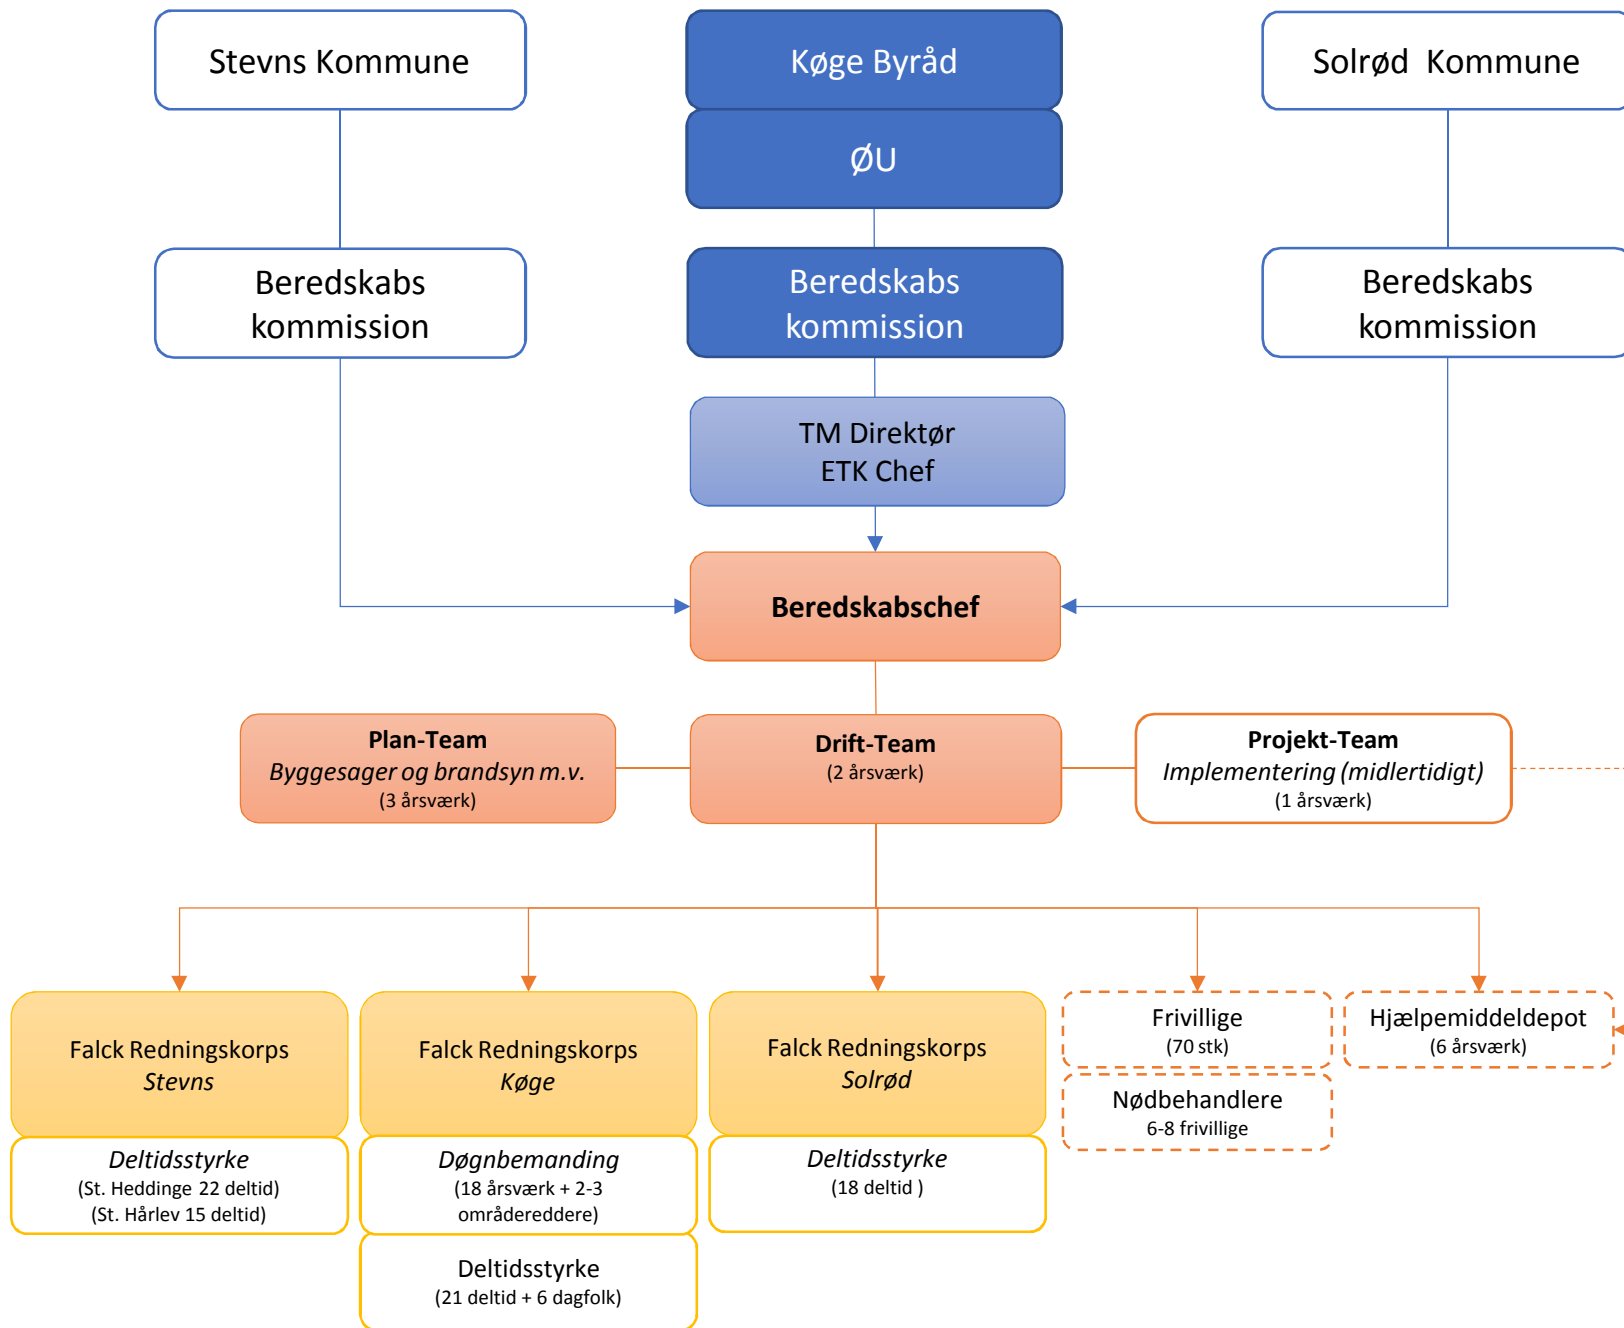 Stevns Kommune
Køge Byråd
Solrød Kommune
ØU
Beredskabs
kommission
Beredskabs
kommission
Beredskabs
kommission
TM Direktør
ETK Chef
Beredskabschef
Plan-Team
Byggesager og brandsyn m.v.
(3 årsværk)
Drift-Team
(2 årsværk)
Projekt-Team
Implementering (midlertidigt)
(1 årsværk)
Falck Redningskorps
Stevns
Falck Redningskorps
Køge
Falck Redningskorps
Solrød
Frivillige
(70 stk)
Hjælpemiddeldepot
(6 årsværk)
Nødbehandlere
6-8 frivillige
Deltidsstyrke
(St. Heddinge 22 deltid)
(St. Hårlev 15 deltid)
Døgnbemanding
(18 årsværk + 2-3
områdereddere)
Deltidsstyrke
(18 deltid )
Deltidsstyrke
(21 deltid + 6 dagfolk)